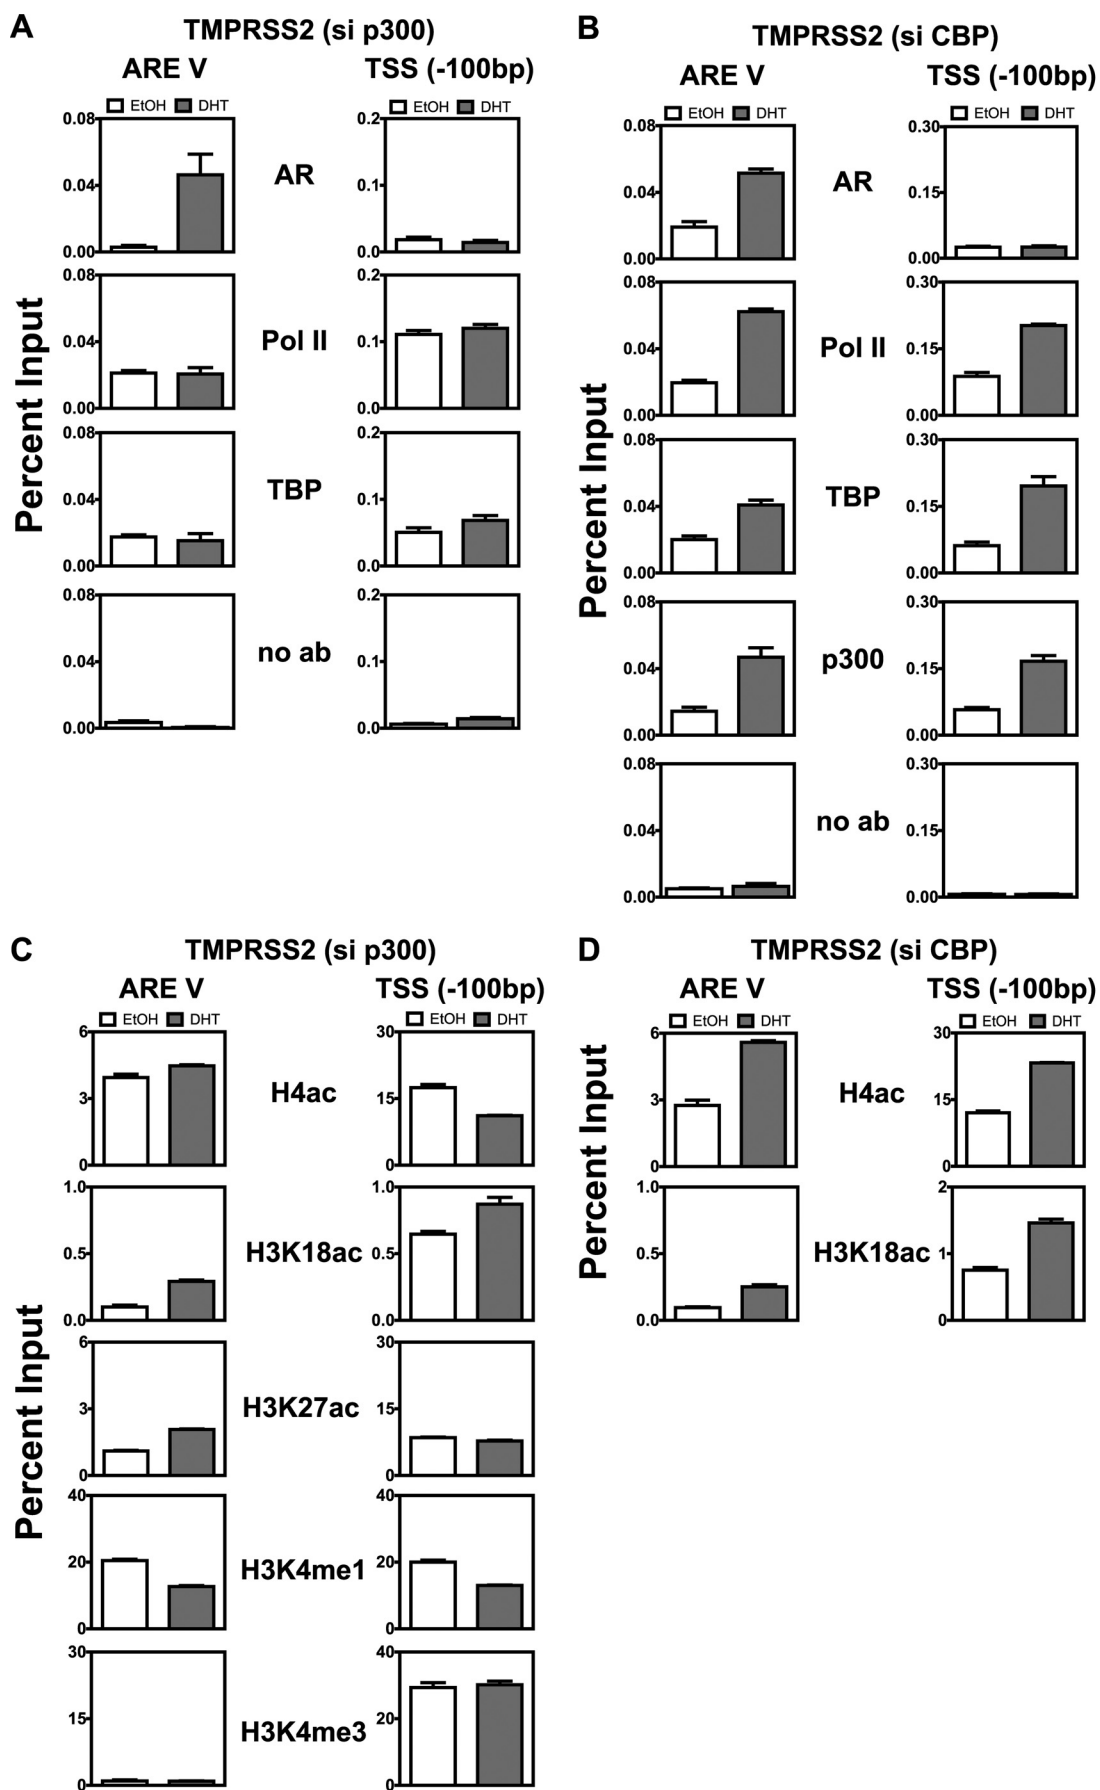 A
TMPRSS2 (si p300)
ARE V
TSS (-100bp)
EtOH DHT
EtOH DHT
Percent Input
0.08
0.04
0.00
AR
0.2
0.1
0.0
0.08
0.04
0.00
Pol II
0.2
0.1
0.0
0.08
0.04
0.00
TBP
0.2
0.1
0.0
0.08
0.04
0.00
no ab
0.2
0.1
0.0
B
TMPRSS2 (si CBP)
ARE V
TSS (-100bp)
EtOH DHT
EtOH DHT
Percent Input
0.08
0.04
0.00
AR
0.30
0.15
0.00
0.08
0.04
0.00
Pol II
0.30
0.15
0.00
0.08
0.04
0.00
TBP
0.30
0.15
0.00
0.08
0.04
0.00
p300
0.30
0.15
0.00
0.08
0.04
0.00
no ab
0.30
0.15
0.00
C
TMPRSS2 (si p300)
ARE V
TSS (-100bp)
EtOH DHT
EtOH DHT
Percent Input
6
3
0
H4ac
30
15
0
1.0
0.5
0.0
H3K18ac
1.0
0.5
0.0
6
3
0
H3K27ac
30
15
0
40
20
0
H3K4me1
40
20
0
30
15
0
H3K4me3
40
20
0
D
TMPRSS2 (si CBP)
ARE V
TSS (-100bp)
EtOH DHT
EtOH DHT
Percent Input
6
3
0
H4ac
30
15
0
1.0
0.5
0.0
H3K18ac
2
1
0